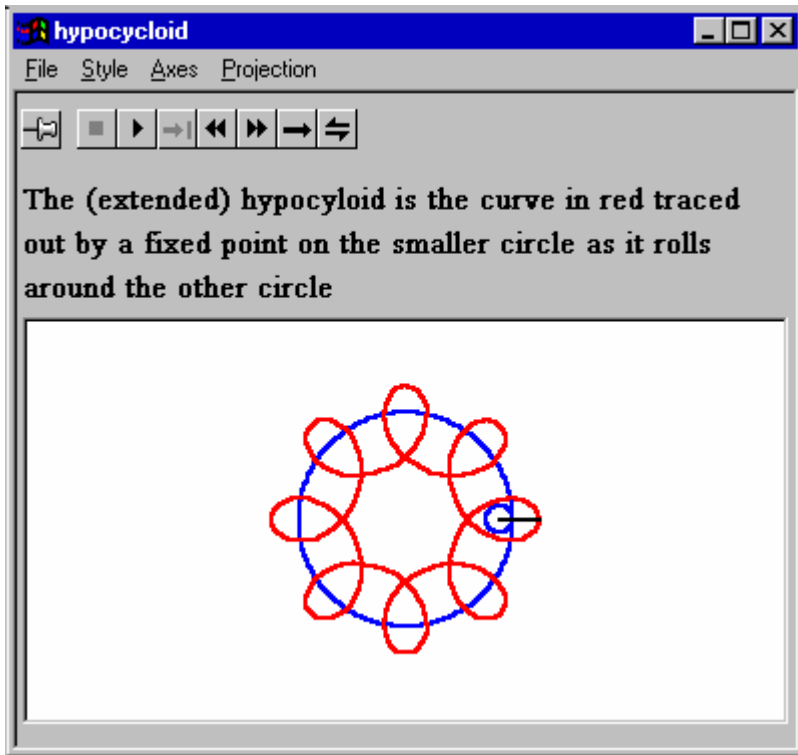 hypocycloid
File Style Axes Projection
The (extended) hypocyloid is the curve in red traced
out by a fixed point on the smaller circle as it rolls
around the other circle